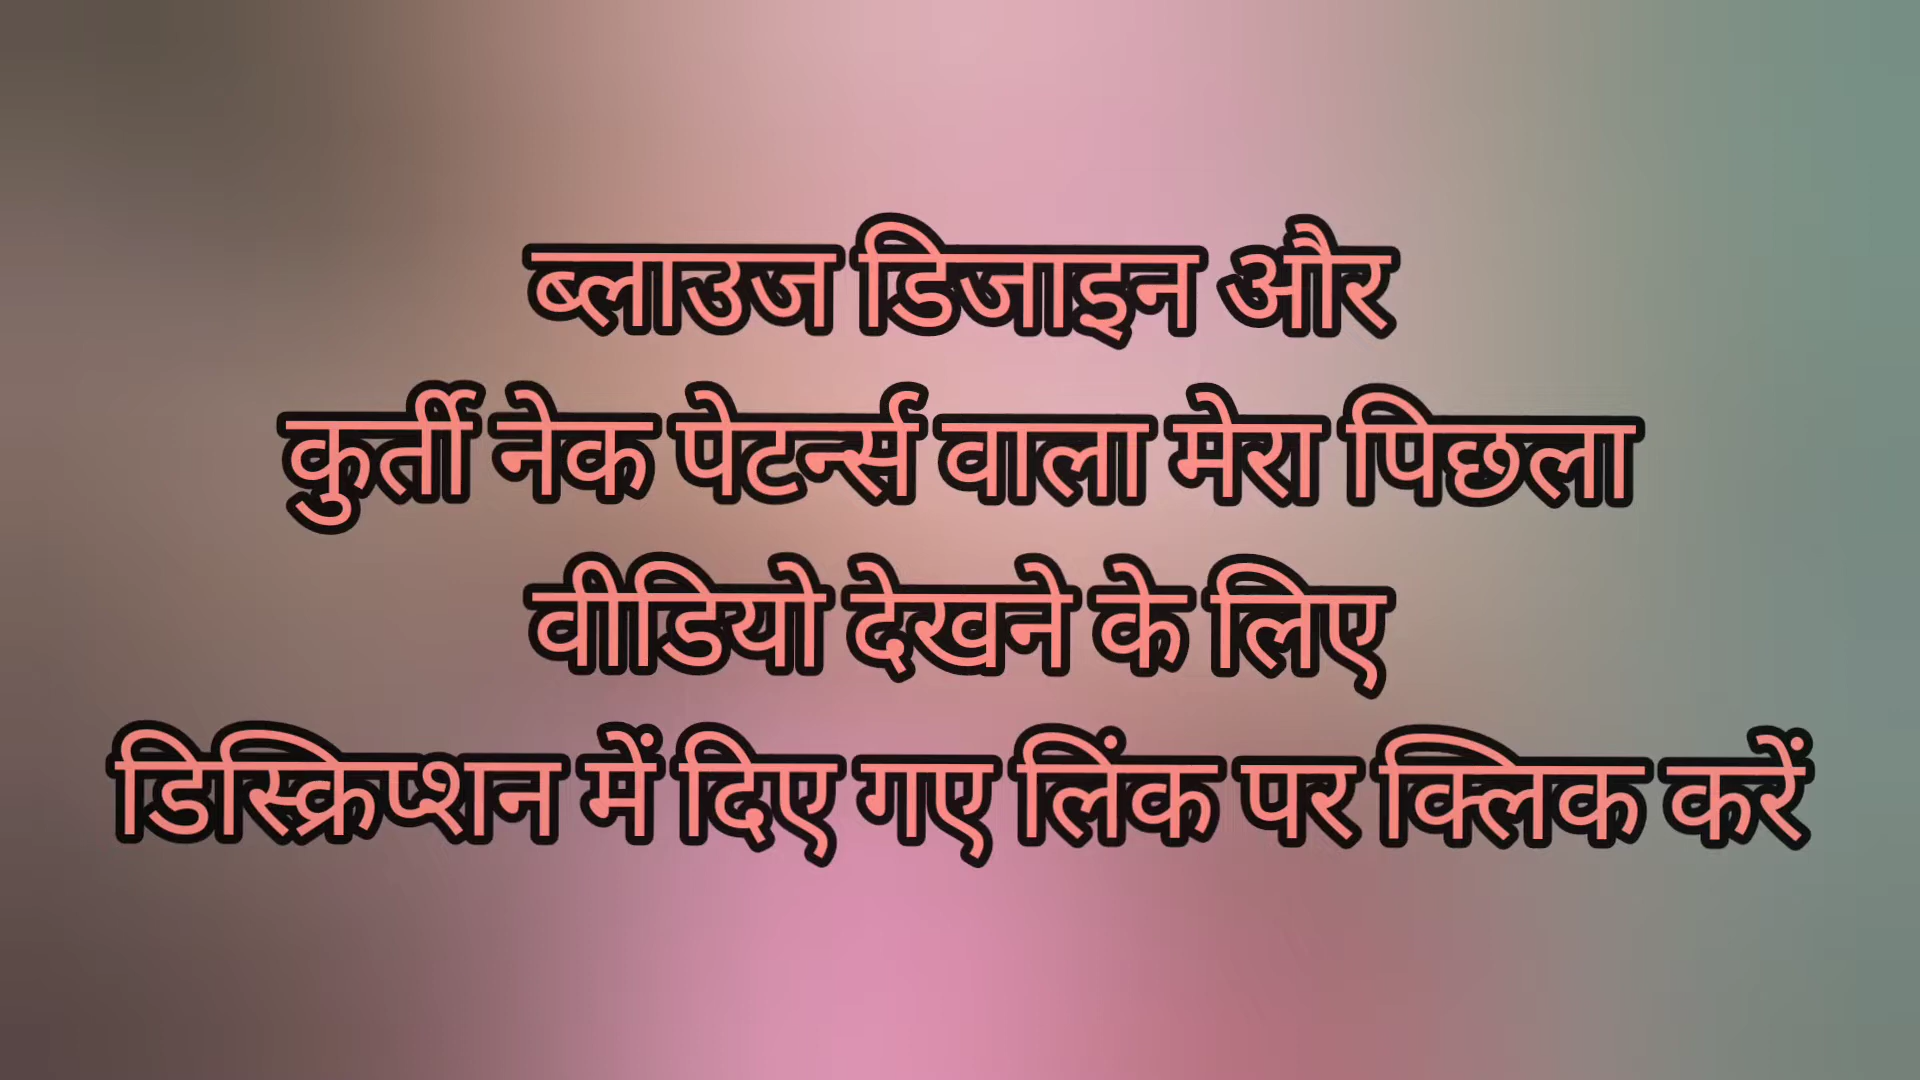 ब्लाउज डिजाइन और
कुर्ती नेक पेटर्न्स वाला मेरा पिछला
वीडियो देखने के लिए
डिस्क्रिप्शन में दिए गए लिंक पर क्लिक करें